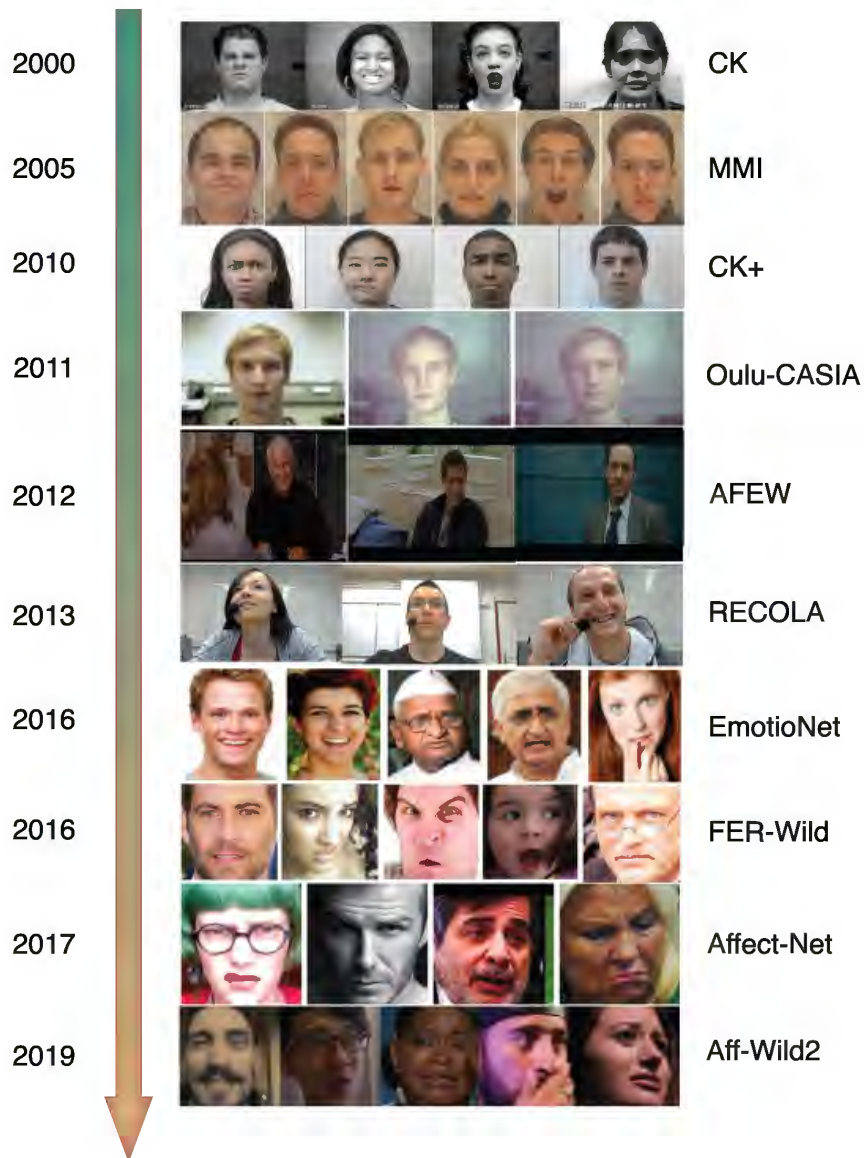 2000 CK
2005 MMI
2010 CK+
2011 Oulu-CASIA
2012 AFEW
2013 RECOLA
2016 EmotioNet
2016 FER-Wild
2017 Affect-Net
2019 Aff-Wild2